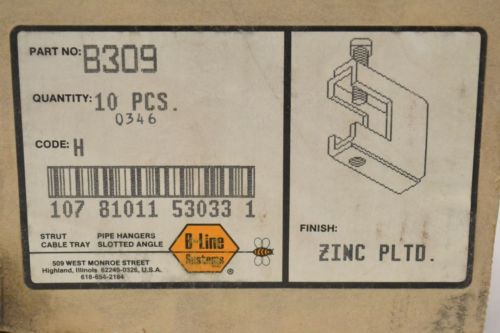 PART NO: B309
QUANTITY: 10 PCS.
Q346
CODE: H
107 81011 53033 1
STRUT PIPE HANGERS
CABLE TRAY SLOTTED ANGLE
B-Line
Systems
®
509 WEST MONROE STREET
Highland, Illinois 62249-0326, U.S.A.
618-654-2184
FINISH:
ZINC PLTD.